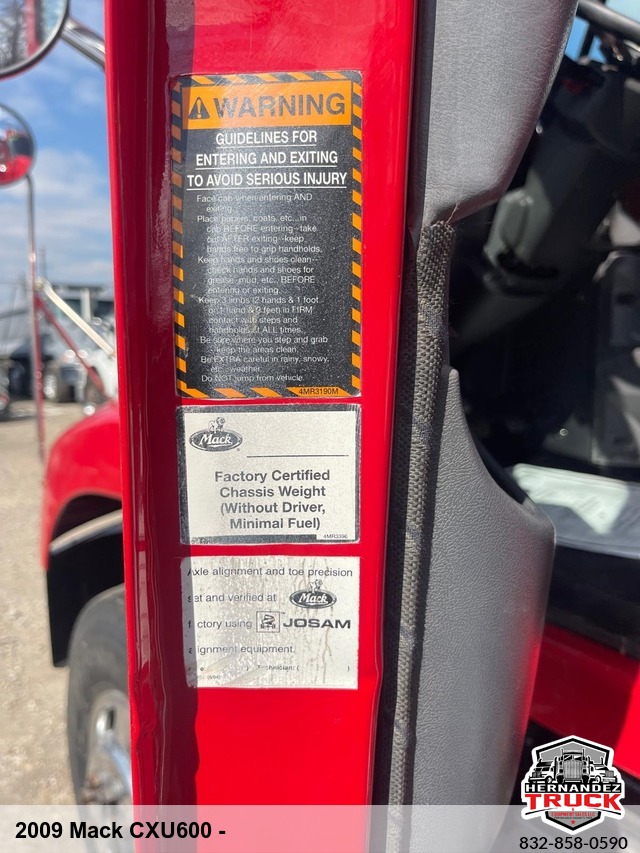 WARNING
GUIDELINES FOR
ENTERING AND EXITING
TO AVOID SERIOUS INJURY
Face cab when entering AND
exiting.
Place papers, coats, etc...in
cab BEFORE entering--take
out AFTER exiting--keep
hands free to grip handholds.
Keep hands and shoes clean--
check hands and shoes for
grease, mud, etc., BEFORE
entering or exiting.
Keep 3 limbs (2 hands & 1 foot
or 1 hand & 2 feet) in FIRM
contact with steps and
handholds at ALL times.
Be sure where you step and grab
--keep the areas clean.
Be EXTRA careful in rainy, snowy,
etc., weather.
Do NOT jump from vehicle.
4MR3190M
Mack
Factory Certified
Chassis Weight
(Without Driver,
Minimal Fuel)
4MR3396
Axle alignment and toe precision
set and verified at Mack
factory using JOSAM
alignment equipment.
Technician: ( )
HERNANDEZ
TRUCK
EQUIPMENT SALES LLC
2009 Mack CXU600 -
832-858-0590